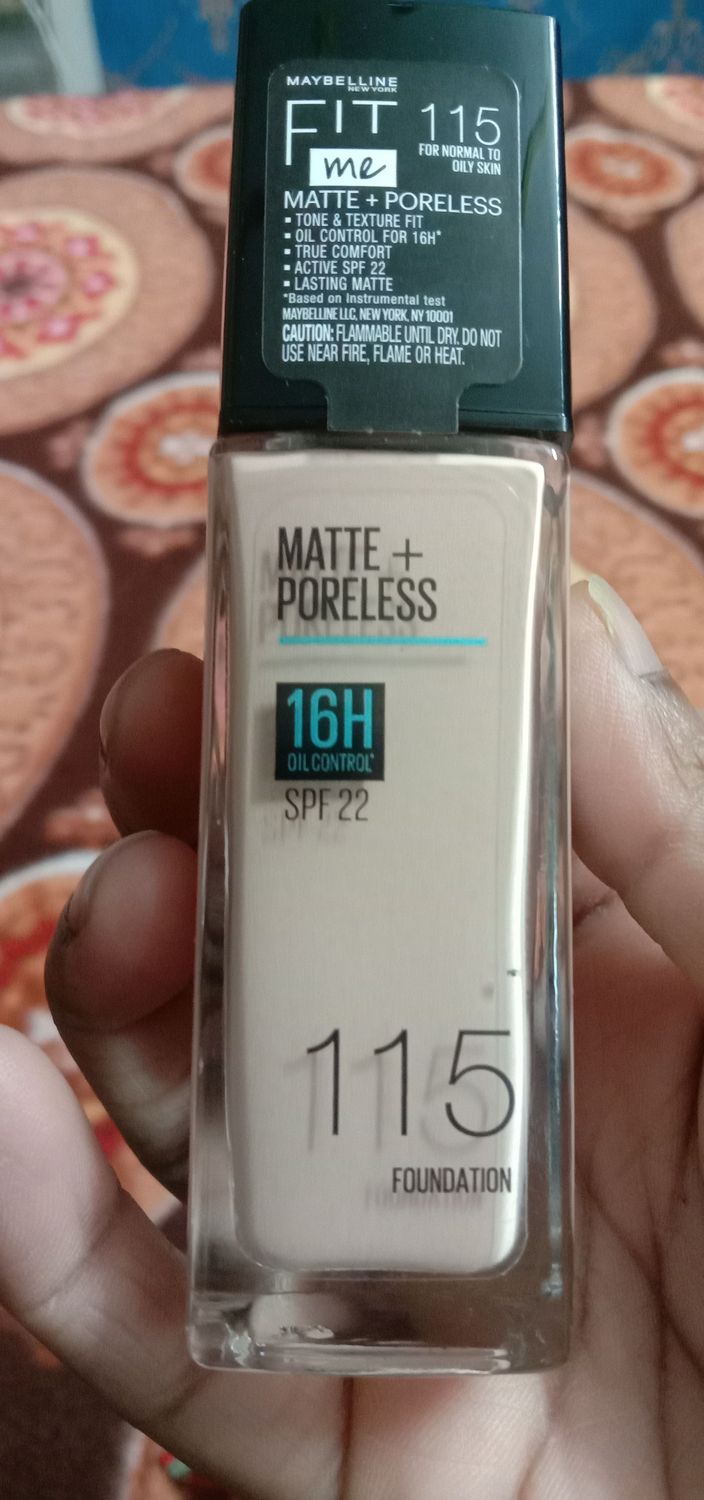 MAYBELLINE
NEW YORK
FIT
me
115
FOR NORMAL TO
OILY SKIN
MATTE + PORELESS
▪ TONE & TEXTURE FIT
▪ OIL CONTROL FOR 16H*
▪ TRUE COMFORT
▪ ACTIVE SPF 22
▪ LASTING MATTE
*Based on Instrumental test
MAYBELLINE LLC, NEW YORK, NY 10001
CAUTION: FLAMMABLE UNTIL DRY. DO NOT
USE NEAR FIRE, FLAME OR HEAT.
MATTE +
PORELESS
16H
OIL CONTROL*
SPF 22
115
FOUNDATION